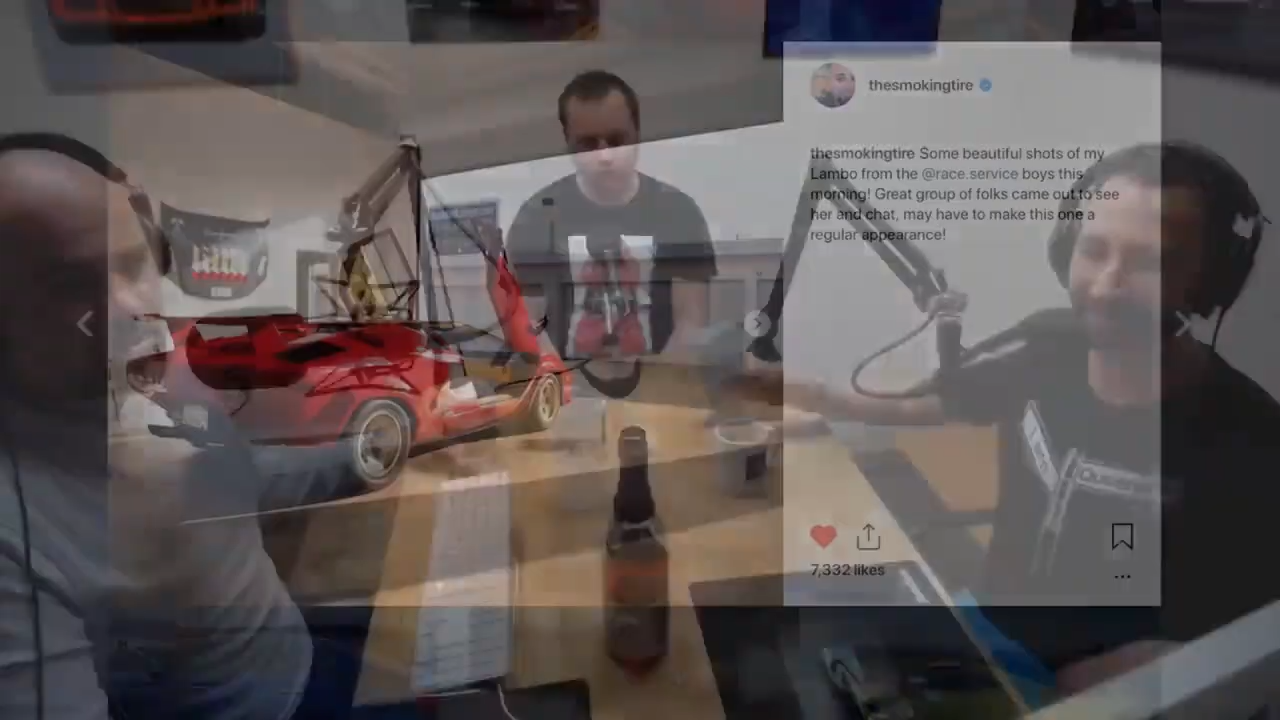 thesmokingtire
thesmokingtire Some beautiful shots of my
Lambo from the @race.service boys this
morning! Great group of folks came out to see
her and chat, may have to make this one a
regular appearance!
7,332 likes